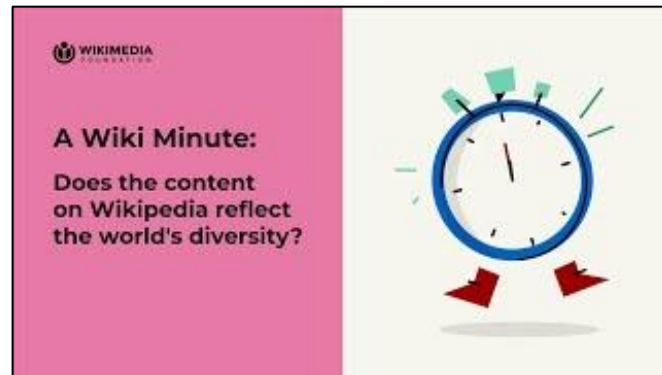 WIKIMEDIA
FOUNDATION
A Wiki Minute:
Does the content
on Wikipedia reflect
the world's diversity?